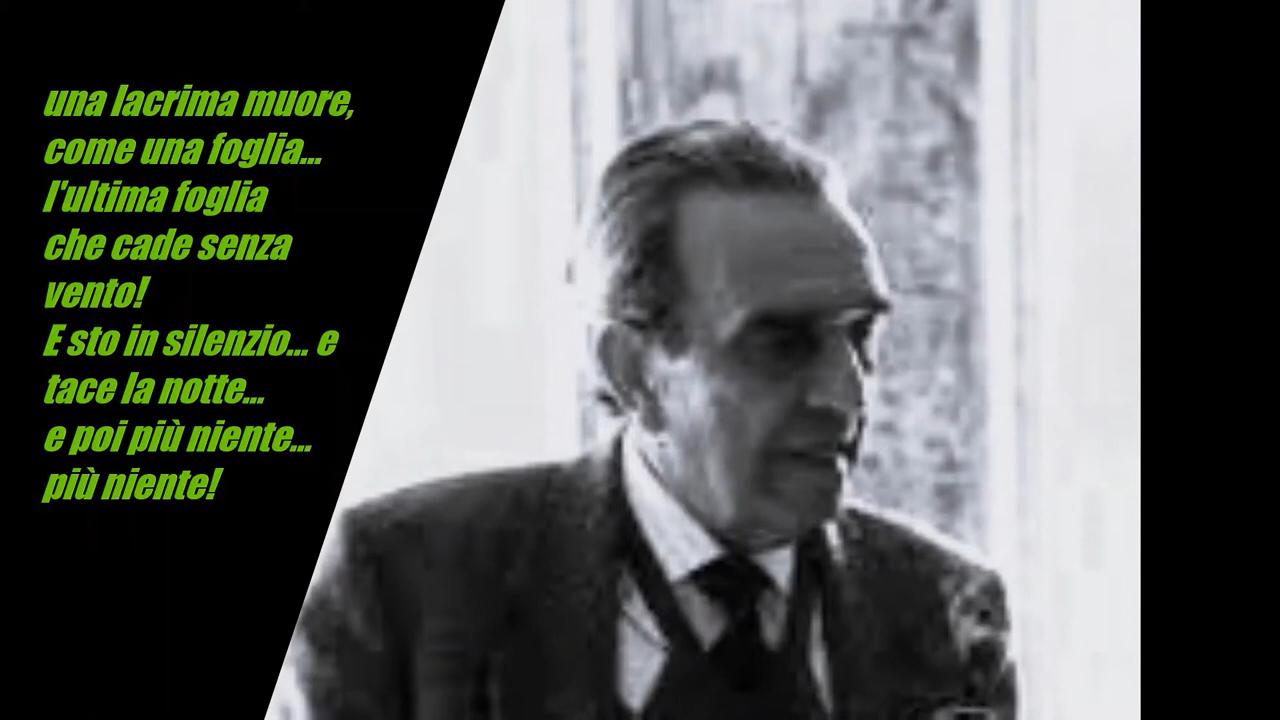 una lacrima muore,
come una foglia...
l'ultima foglia
che cade senza
vento!
E sto in silenzio... e
tace la notte...
e poi più niente...
più niente!